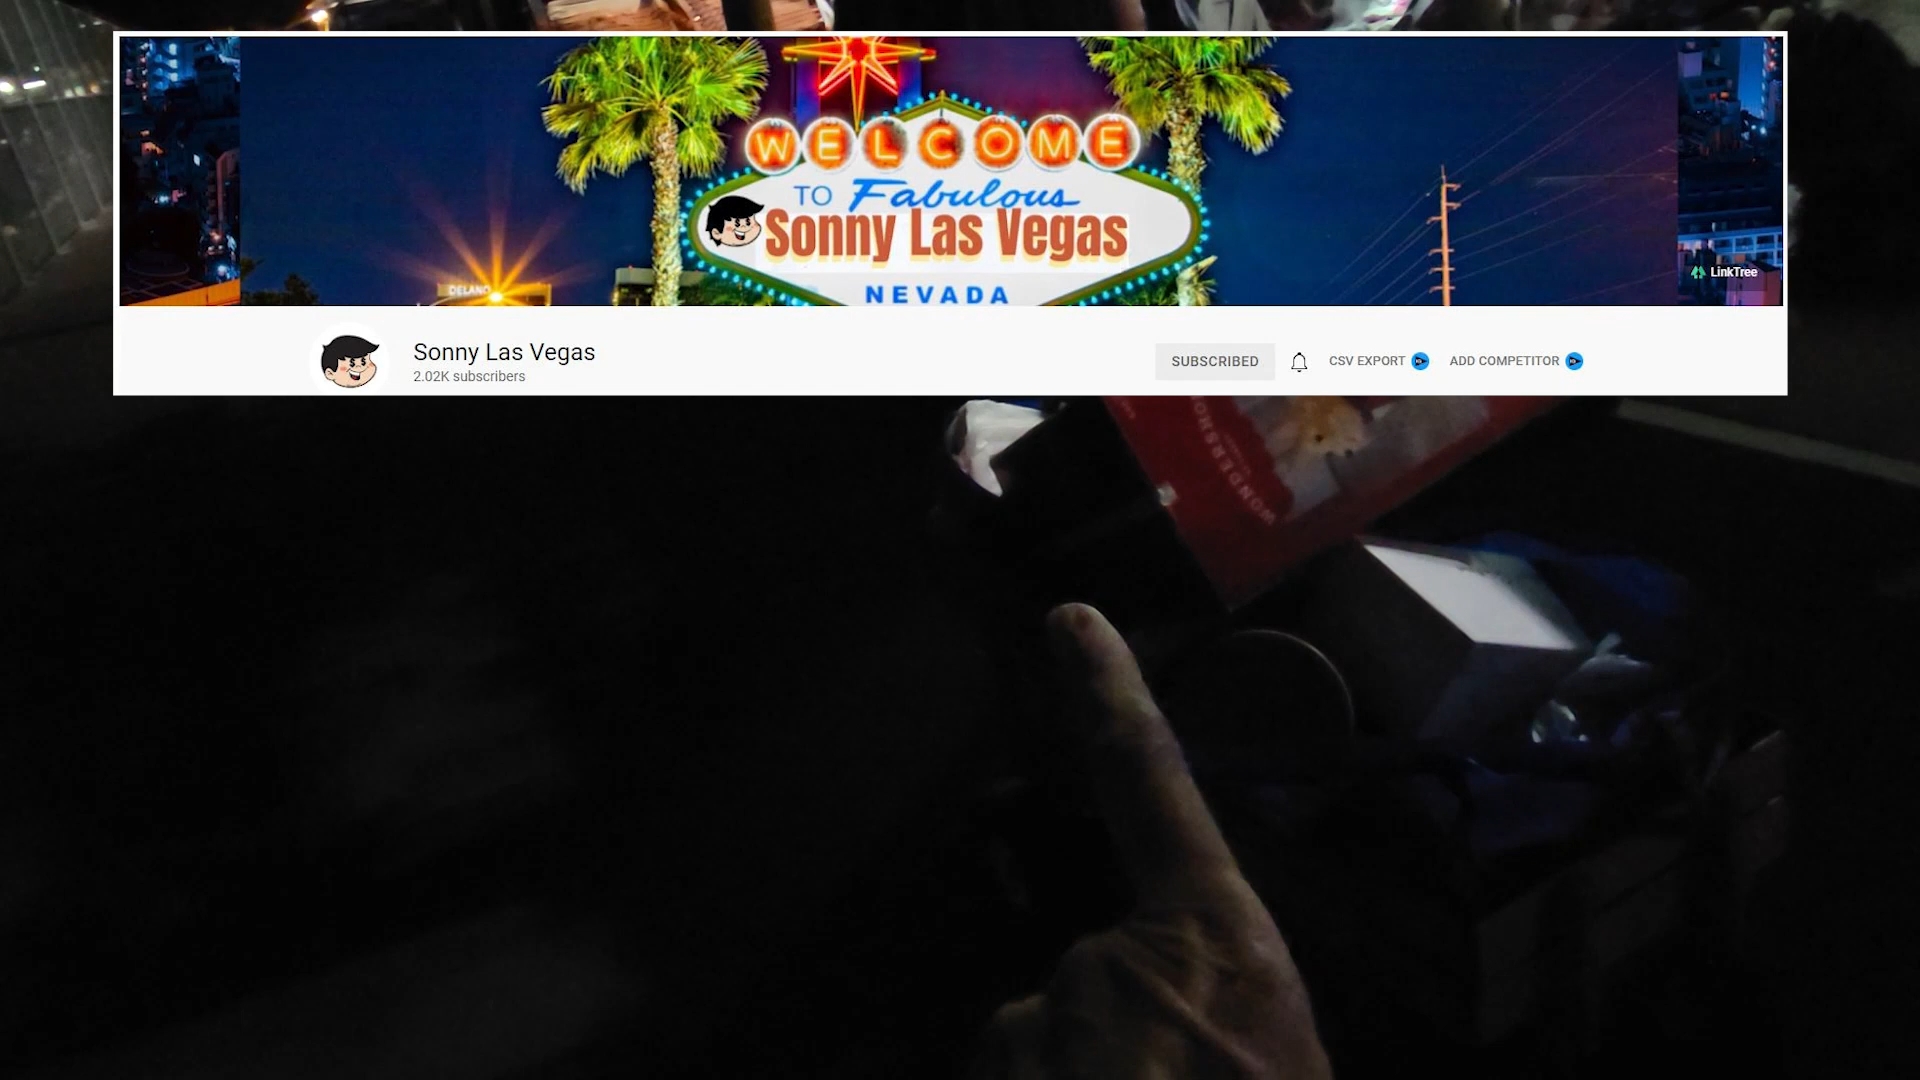 WELCOME
TO Fabulous
Sonny Las Vegas
NEVADA
DELANO
LinkTree
Sonny Las Vegas
2.02K subscribers
SUBSCRIBED
CSV EXPORT
ADD COMPETITOR
WONDERSHOP